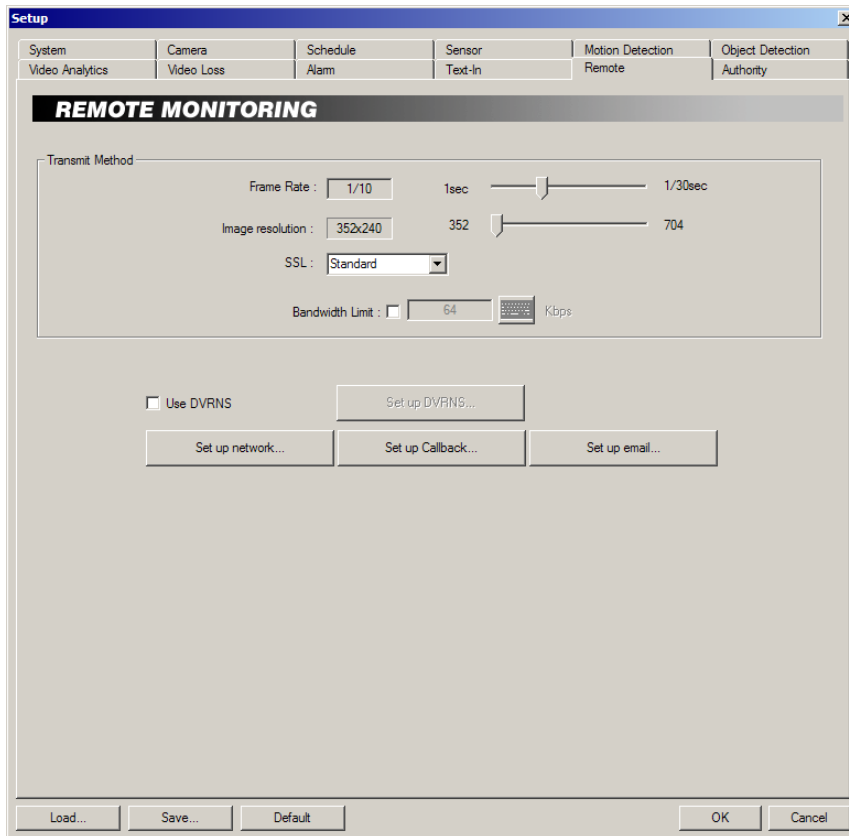 Setup
System Camera Schedule Sensor Motion Detection Object Detection
Video Analytics Video Loss Alarm Text-In Remote Authority
REMOTE MONITORING
Transmit Method
Frame Rate : 1/10 1sec 1/30sec
Image resolution : 352x240 352 704
SSL : Standard
Bandwidth Limit : 64 Kbps
Use DVRNS Set up DVRNS...
Set up network... Set up Callback... Set up email...
Load... Save... Default OK Cancel